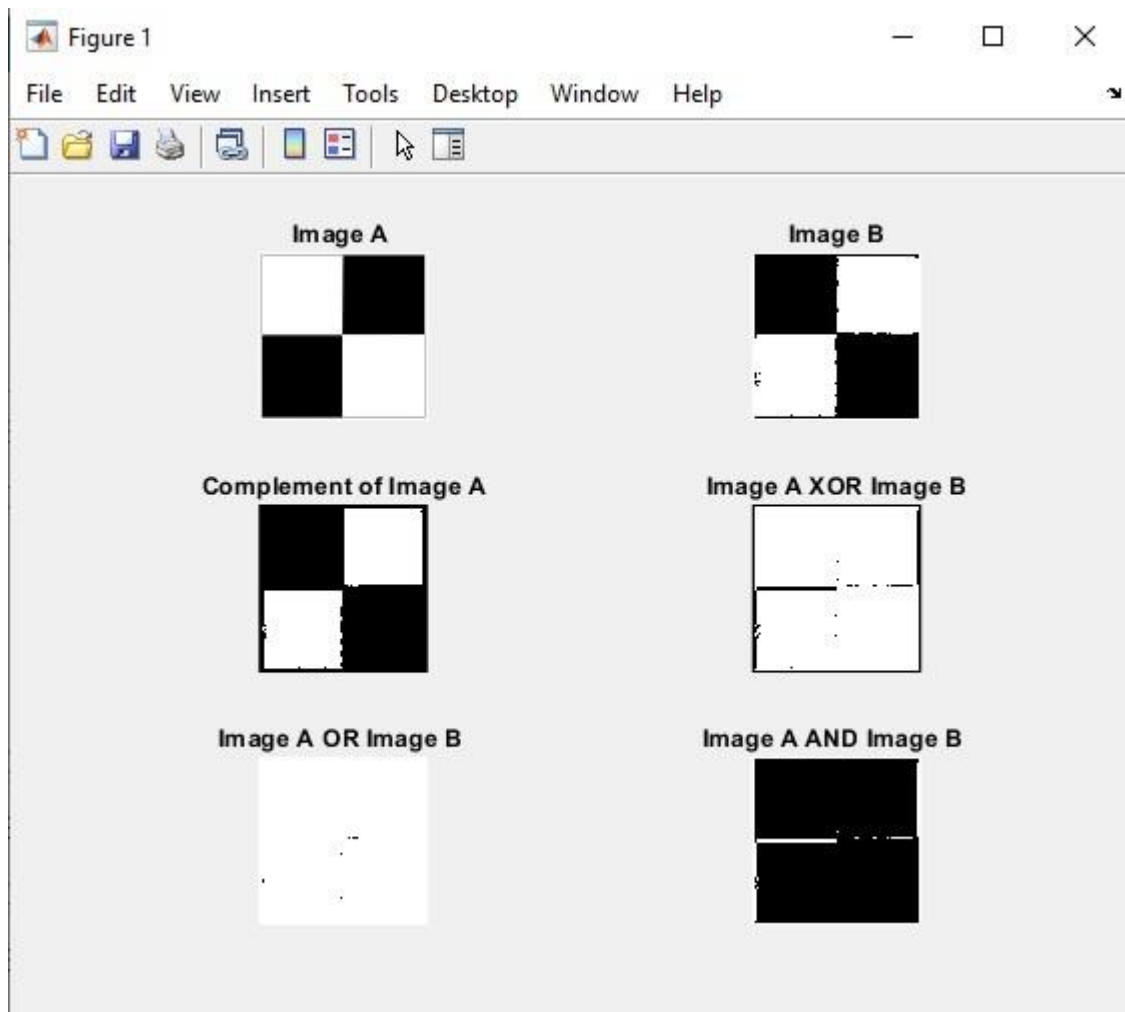 Figure 1
File Edit View Insert Tools Desktop Window Help
Image A
Image B
Complement of Image A
Image A XOR Image B
Image A OR Image B
Image A AND Image B